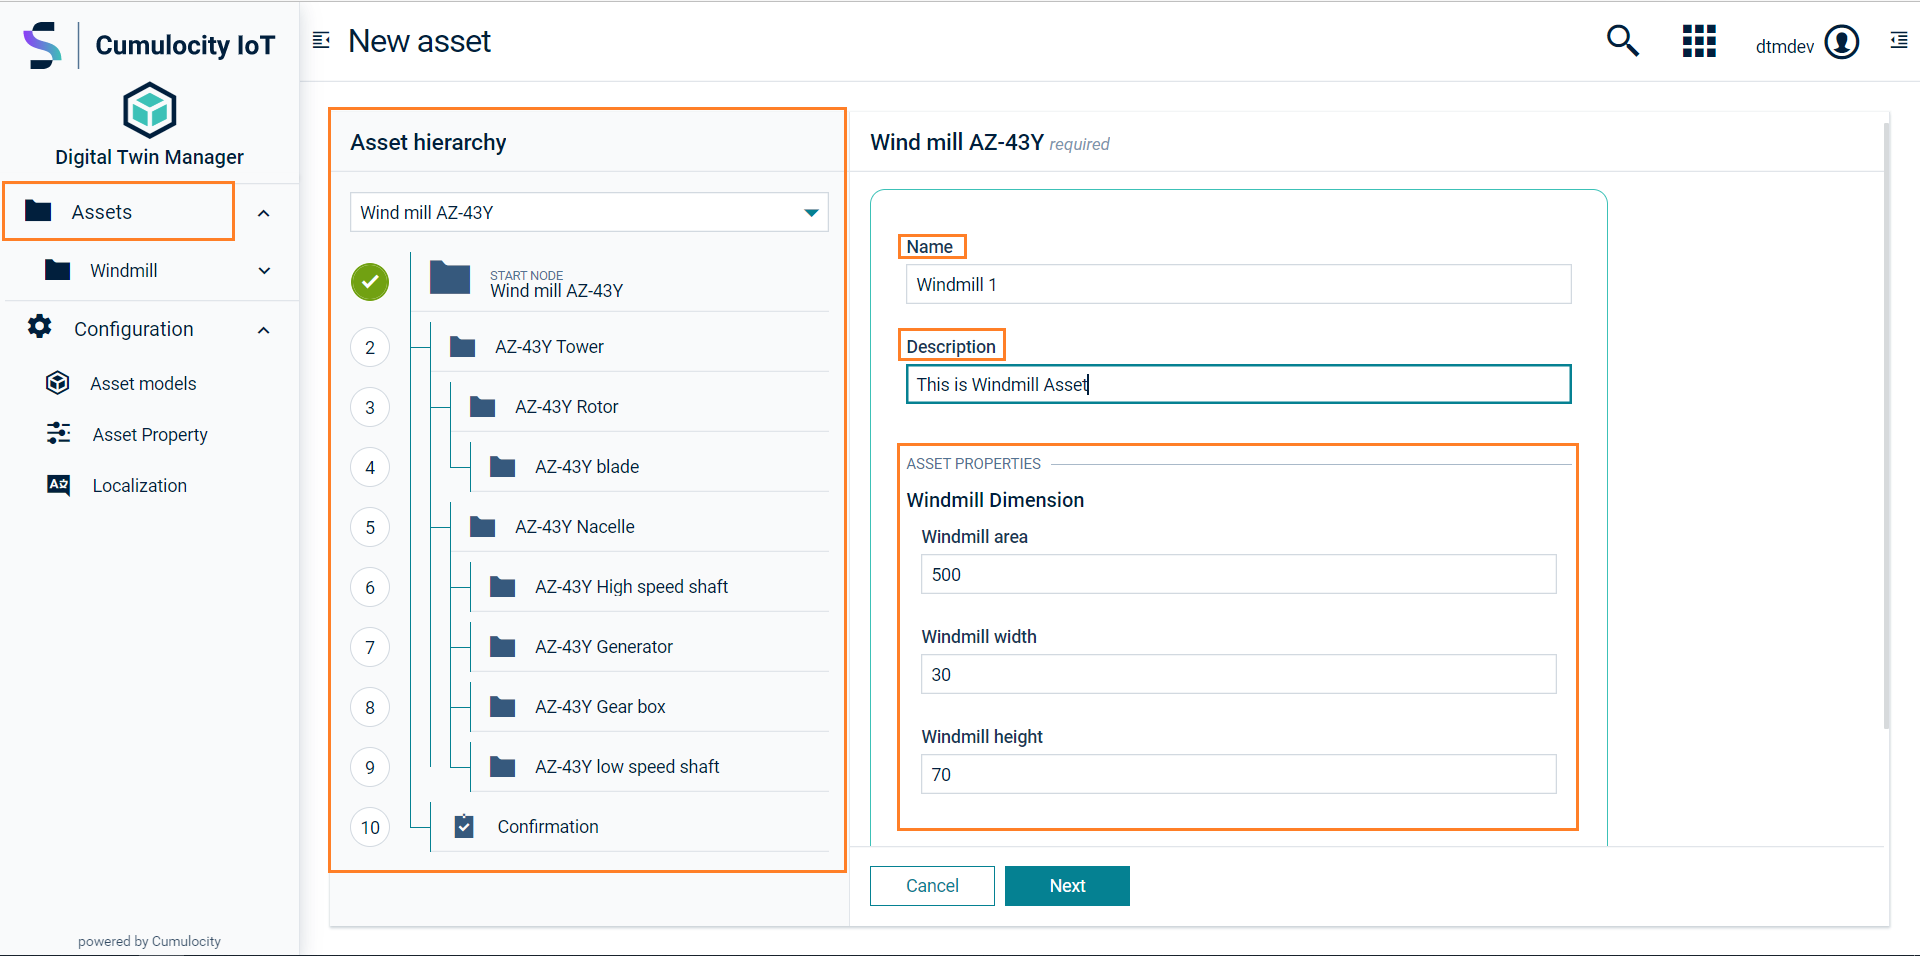 Cumulocity IoT
New asset
dtmdev
Digital Twin Manager
Assets
Windmill
Configuration
Asset models
Asset Property
Localization
powered by Cumulocity
Asset hierarchy
Wind mill AZ-43Y
START NODE
Wind mill AZ-43Y
2 AZ-43Y Tower
3 AZ-43Y Rotor
4 AZ-43Y blade
5 AZ-43Y Nacelle
6 AZ-43Y High speed shaft
7 AZ-43Y Generator
8 AZ-43Y Gear box
9 AZ-43Y low speed shaft
10 Confirmation
Wind mill AZ-43Y required
Name
Windmill 1
Description
This is Windmill Asset
ASSET PROPERTIES
Windmill Dimension
Windmill area
500
Windmill width
30
Windmill height
70
Cancel Next